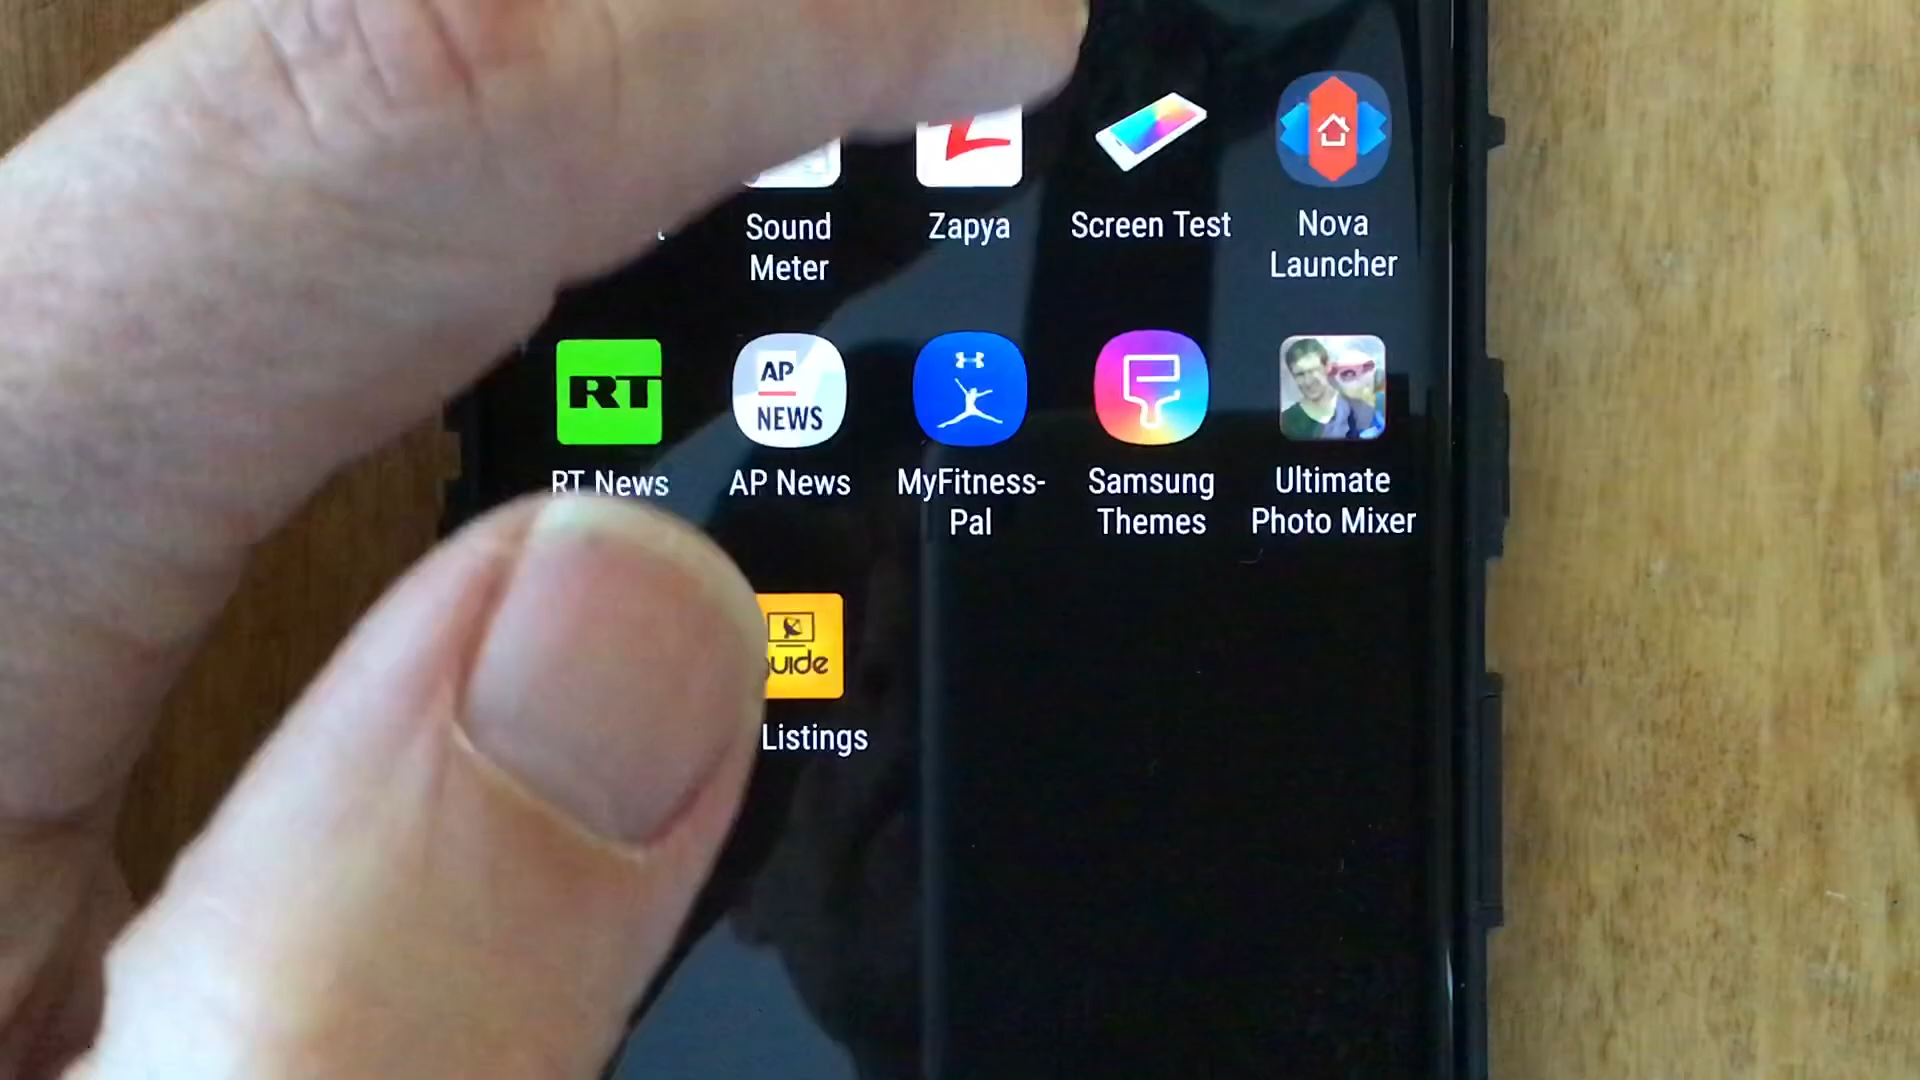 Sound
Meter
Zapya
Screen Test
Nova
Launcher
RT
AP
NEWS
RT News
AP News
MyFitness-
Pal
Samsung
Themes
Ultimate
Photo Mixer
uide
Listings